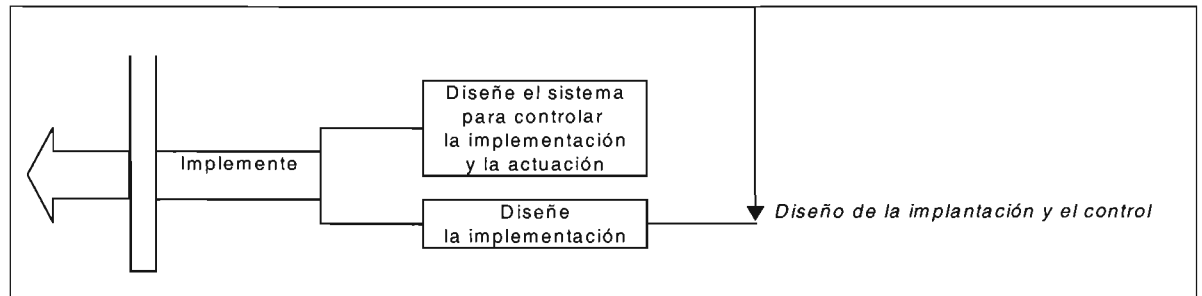 Diseñe el sistema
para controlar
la implementación
y la actuación
Implemente
Diseñe
la implementación
Diseño de la implantación y el control